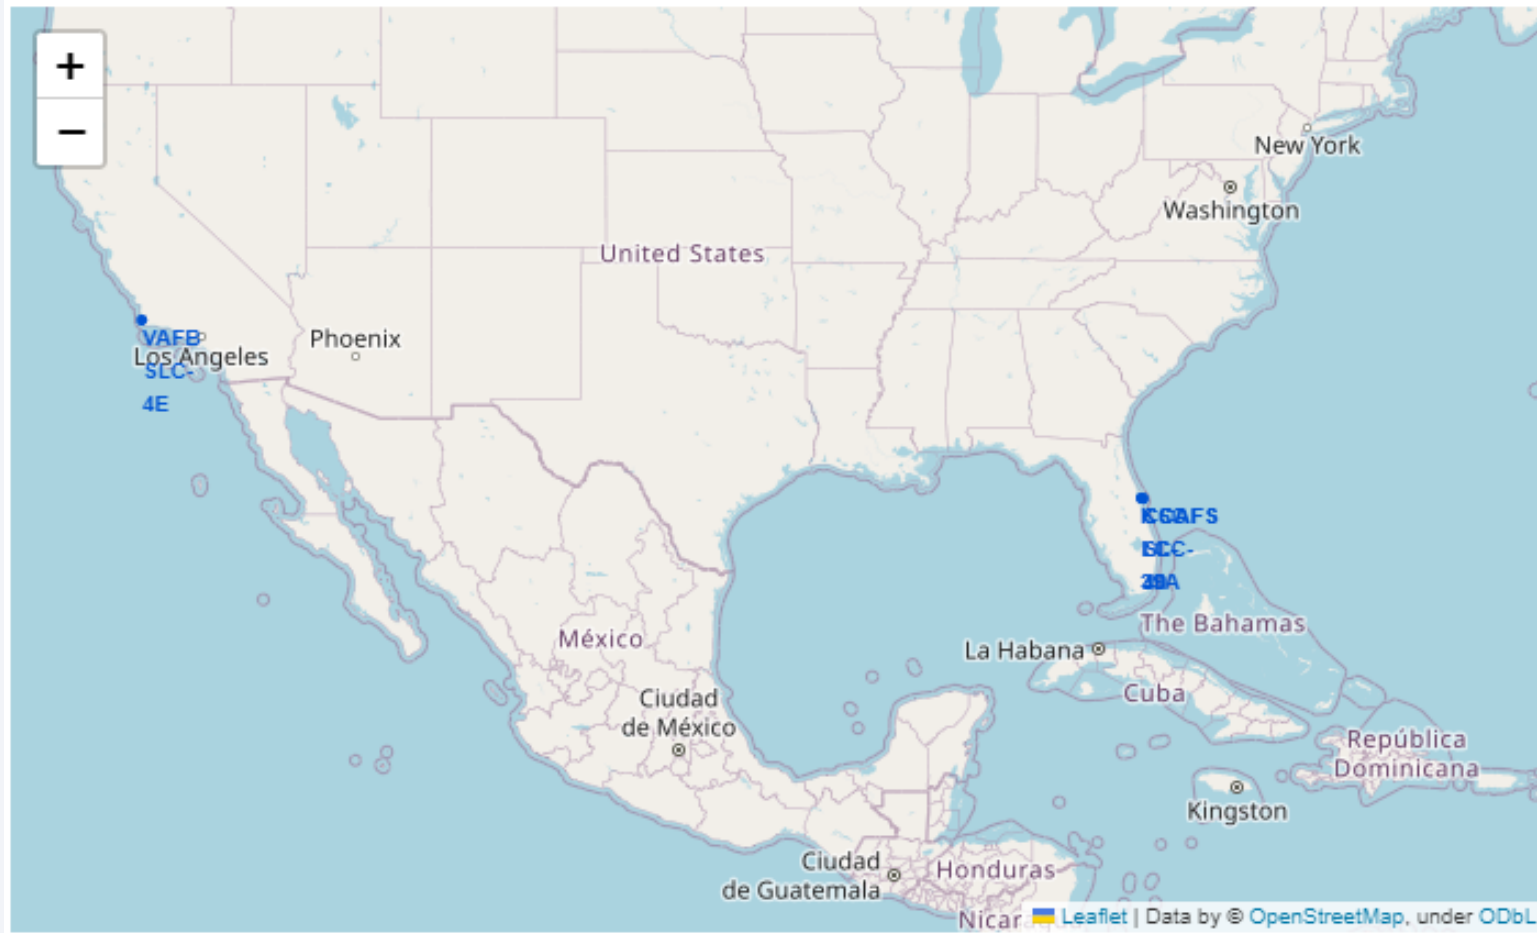 +
−
New York
Washington
United States
VAFB
SLC-
4E
Los Angeles
Phoenix
The Bahamas
La Habana
México
Cuba
Ciudad
de México
República
Dominicana
Kingston
Ciudad
de Guatemala
Honduras
Leaflet | Data by © OpenStreetMap, under ODbL